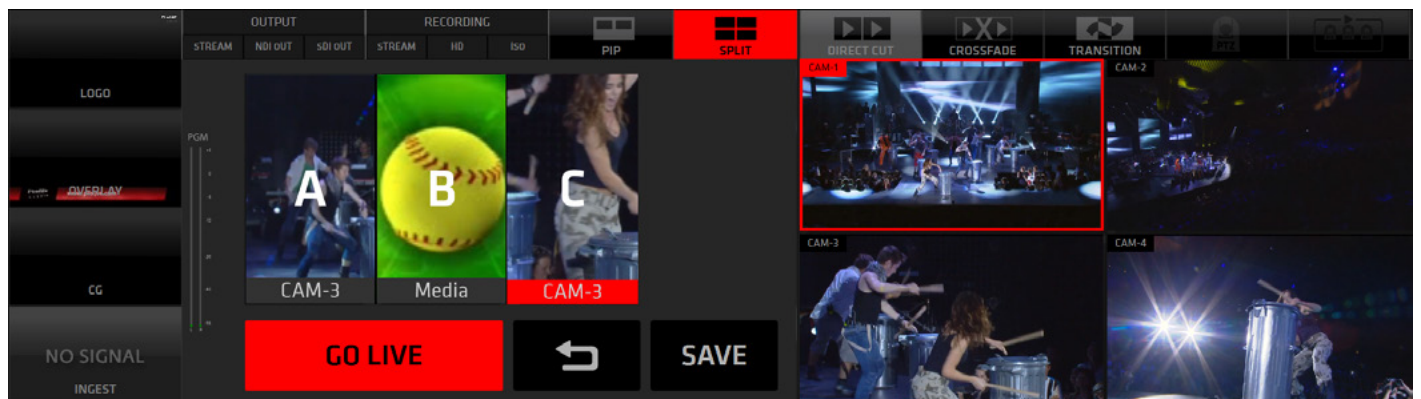 OUTPUT
RECORDING
STREAM
NDI OUT
SDI OUT
STREAM
HD
ISO
PIP
SPLIT
DIRECT CUT
CROSSFADE
TRANSITION
PTZ
LOGO
OVERLAY
CG
NO SIGNAL
INGEST
PGM
A
B
C
CAM-3
Media
CAM-3
GO LIVE
SAVE
CAM-1
CAM-2
CAM-3
CAM-4